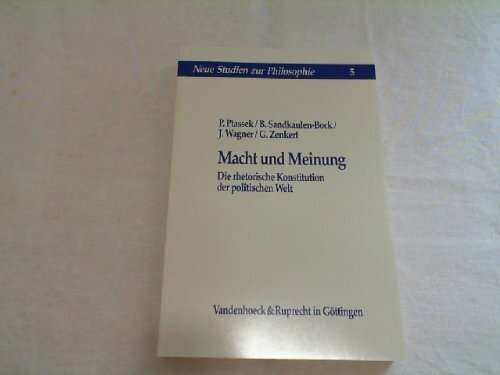 Neue Studien zur Philosophie 5
P. Ptassek / B. Sandkaulen-Bock /
J. Wagner / G. Zenkert
Macht und Meinung
Die rhetorische Konstitution
der politischen Welt
Vandenhoeck & Ruprecht in Göttingen